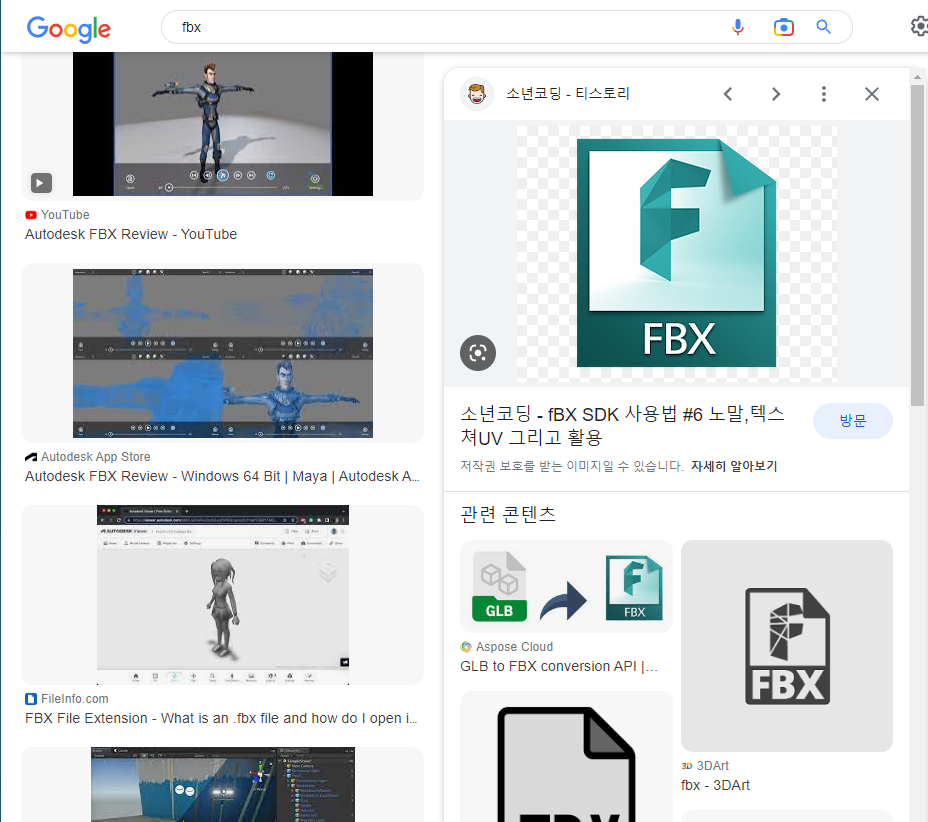 Google
fbx
YouTube
Autodesk FBX Review - YouTube
Autodesk App Store
Autodesk FBX Review - Windows 64 Bit | Maya | Autodesk A...
FileInfo.com
FBX File Extension - What is an .fbx file and how do I open i...
소년코딩 - 티스토리
FBX
소년코딩 - fBX SDK 사용법 #6 노말,텍스
쳐UV 그리고 활용
방문
저작권 보호를 받는 이미지일 수 있습니다. 자세히 알아보기
관련 콘텐츠
GLB
FBX
Aspose Cloud
GLB to FBX conversion API |...
FBX
3DArt
fbx - 3DArt